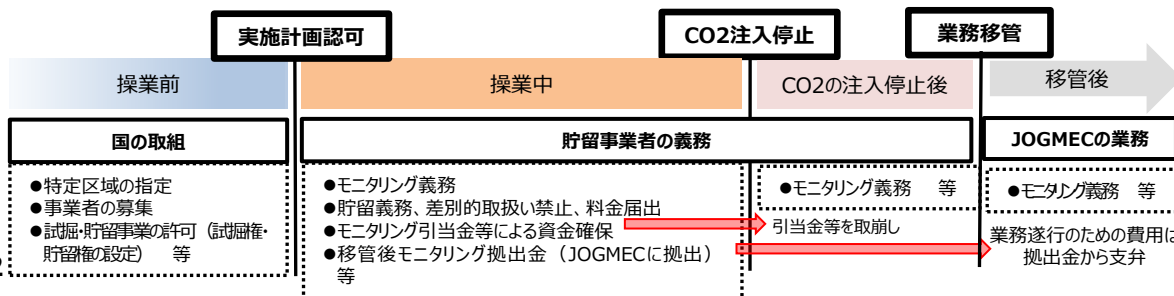 実施計画認可
CO2注入停止
業務移管
操業前
操業中
CO2の注入停止後
移管後
国の取組
貯留事業者の義務
JOGMECの業務
●特定区域の指定
●事業者の募集
●試掘・貯留事業の許可（試掘権・
貯留権の設定）　等
●モニタリング義務
●貯留義務、差別的取扱い禁止、料金届出
●モニタリング引当金等による資金確保
●移管後モニタリング拠出金（JOGMECに拠出）
等
●モニタリング義務　等
引当金等を取崩し
●モニタリング義務　等
業務遂行のための費用は
拠出金から支弁